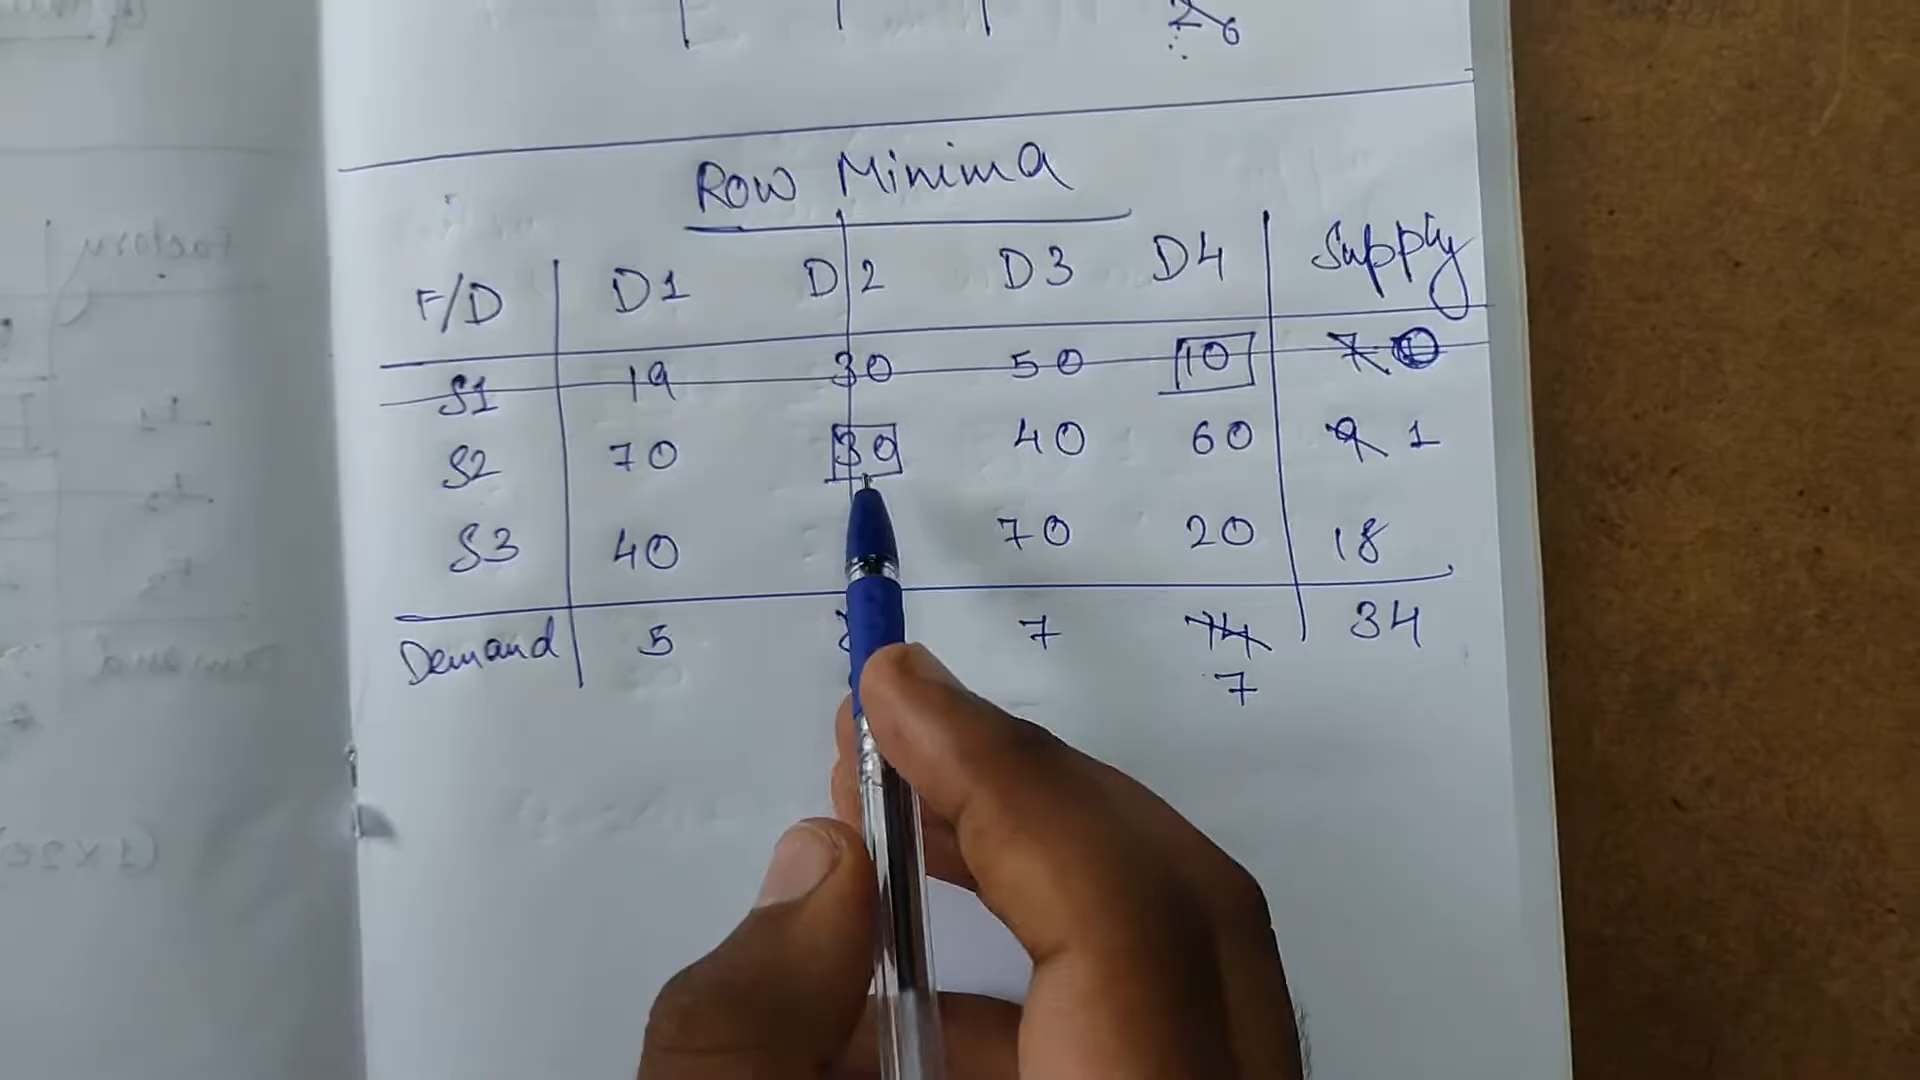 26
Row Minima
F/D D1 D2 D3 D4 Supply
S1 19 30 50 10 7 0
S2 70 30 40 60 9 1
S3 40 70 20 18
Demand 5 7 14 34
7